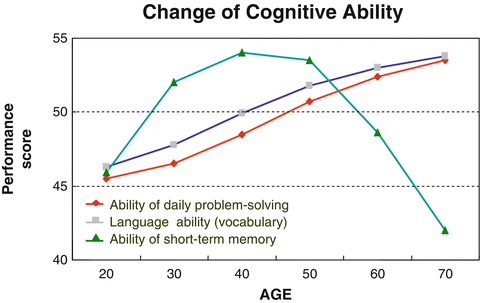 Change of Cognitive Ability
55
50
45
40
Performance
score
Ability of daily problem-solving
Language ability (vocabulary)
Ability of short-term memory
20 30 40 50 60 70
AGE